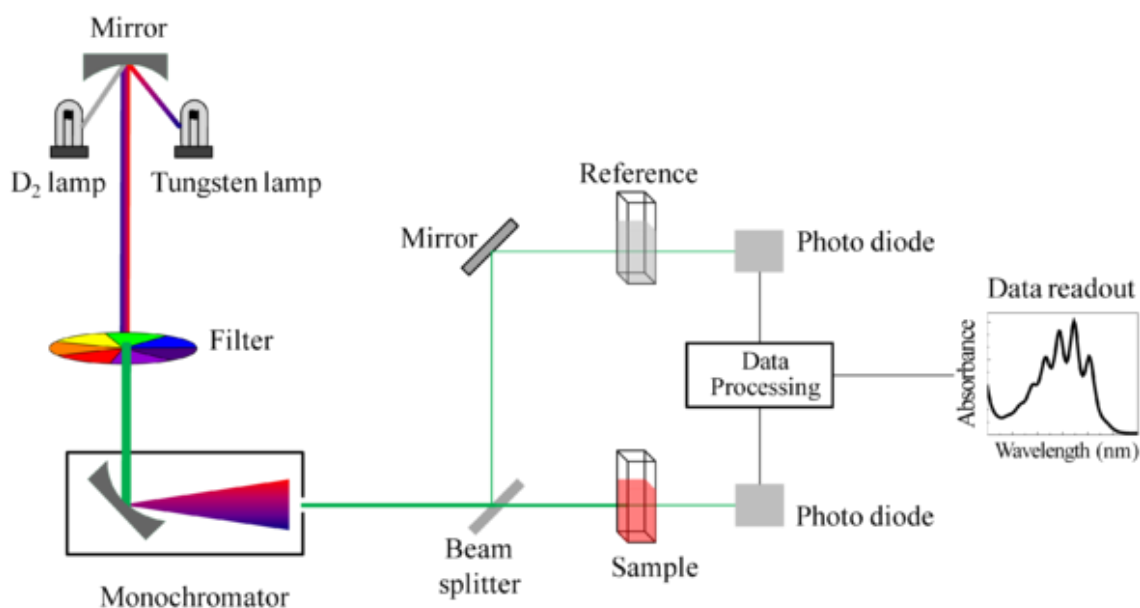 Mirror
D₂ lamp
Tungsten lamp
Filter
Monochromator
Mirror
Reference
Photo diode
Beam
splitter
Sample
Photo diode
Data
Processing
Data readout
Absorbance
Wavelength (nm)